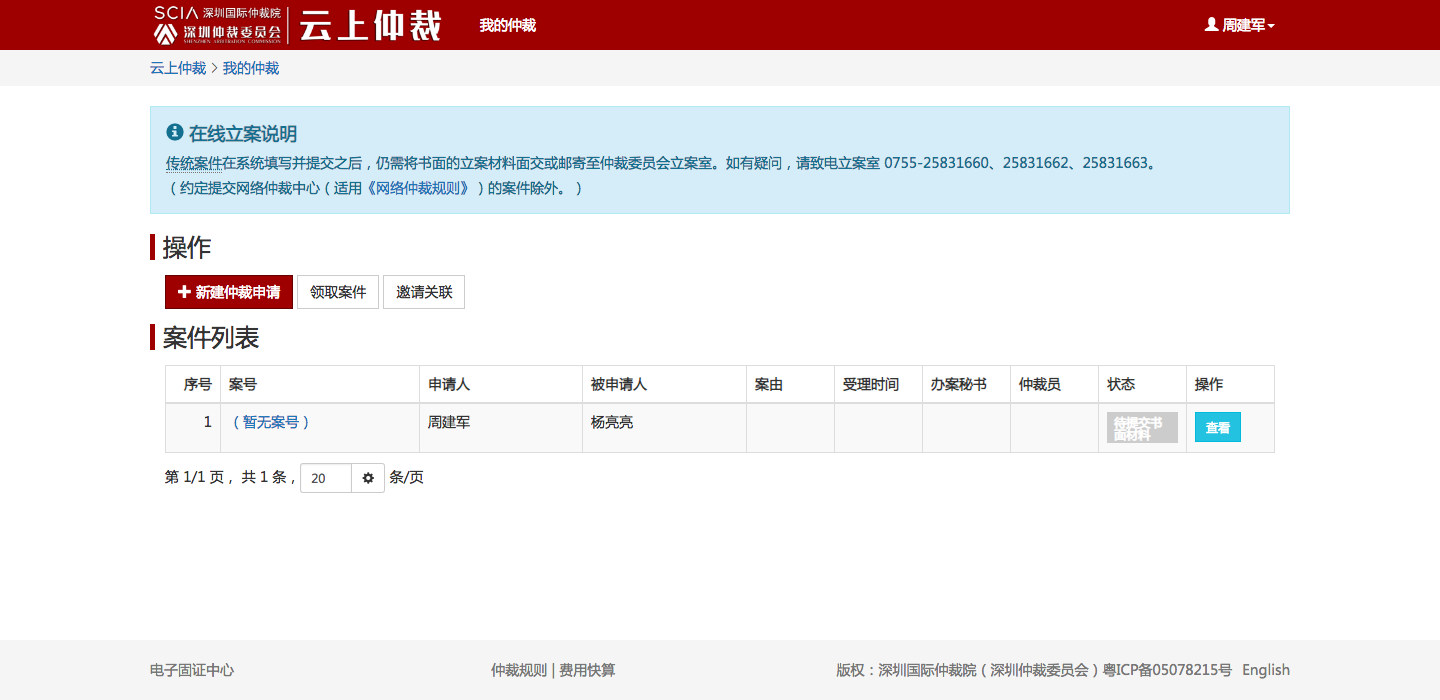 SCIA 深圳国际仲裁院
深圳仲裁委员会
SHENZHEN ARBITRATION COMMISSION
云上仲裁
我的仲裁
周建军
云上仲裁 > 我的仲裁
在线立案说明
传统案件在系统填写并提交之后，仍需将书面的立案材料面交或邮寄至仲裁委员会立案室。如有疑问，请致电立案室 0755-25831660、25831662、25831663。
（约定提交网络仲裁中心（适用《网络仲裁规则》）的案件除外。）
操作
新建仲裁申请 领取案件 邀请关联
案件列表
序号 案号 申请人 被申请人 案由 受理时间 办案秘书 仲裁员 状态 操作
1 （暂无案号） 周建军 杨亮亮 待提交书 查看
面材料
第 1/1 页， 共 1 条， 20 条/页
电子固证中心 仲裁规则 | 费用快算 版权：深圳国际仲裁院（深圳仲裁委员会）粤ICP备05078215号 English